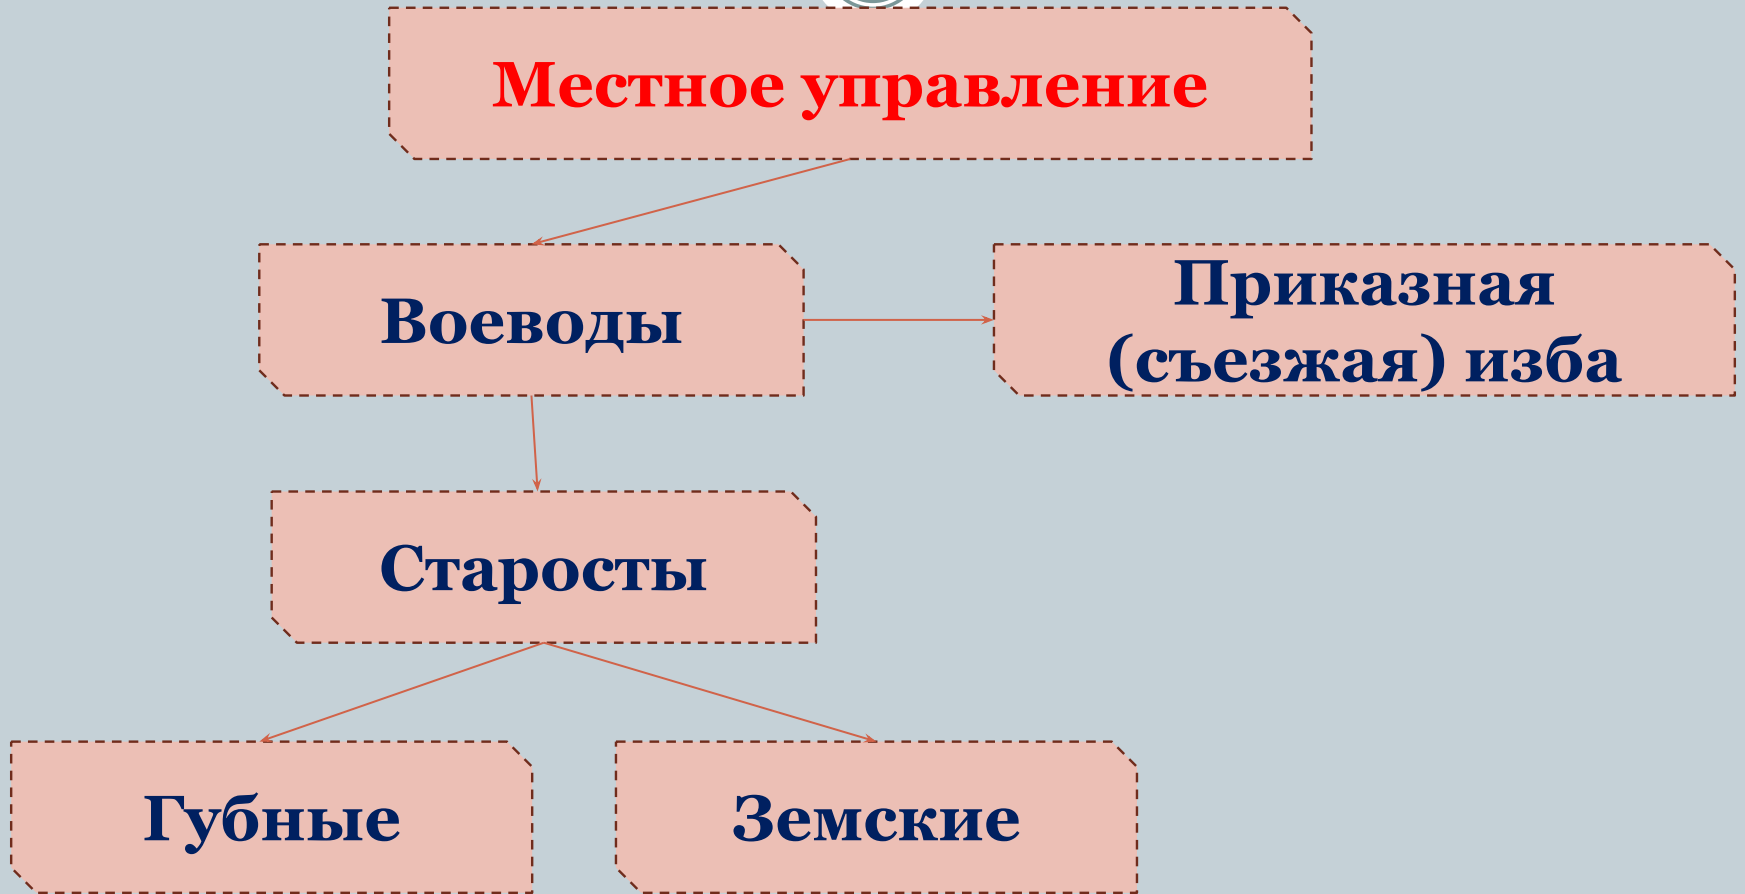 Местное управление
Воеводы
Приказная
(съезжая) изба
Старосты
Губные
Земские